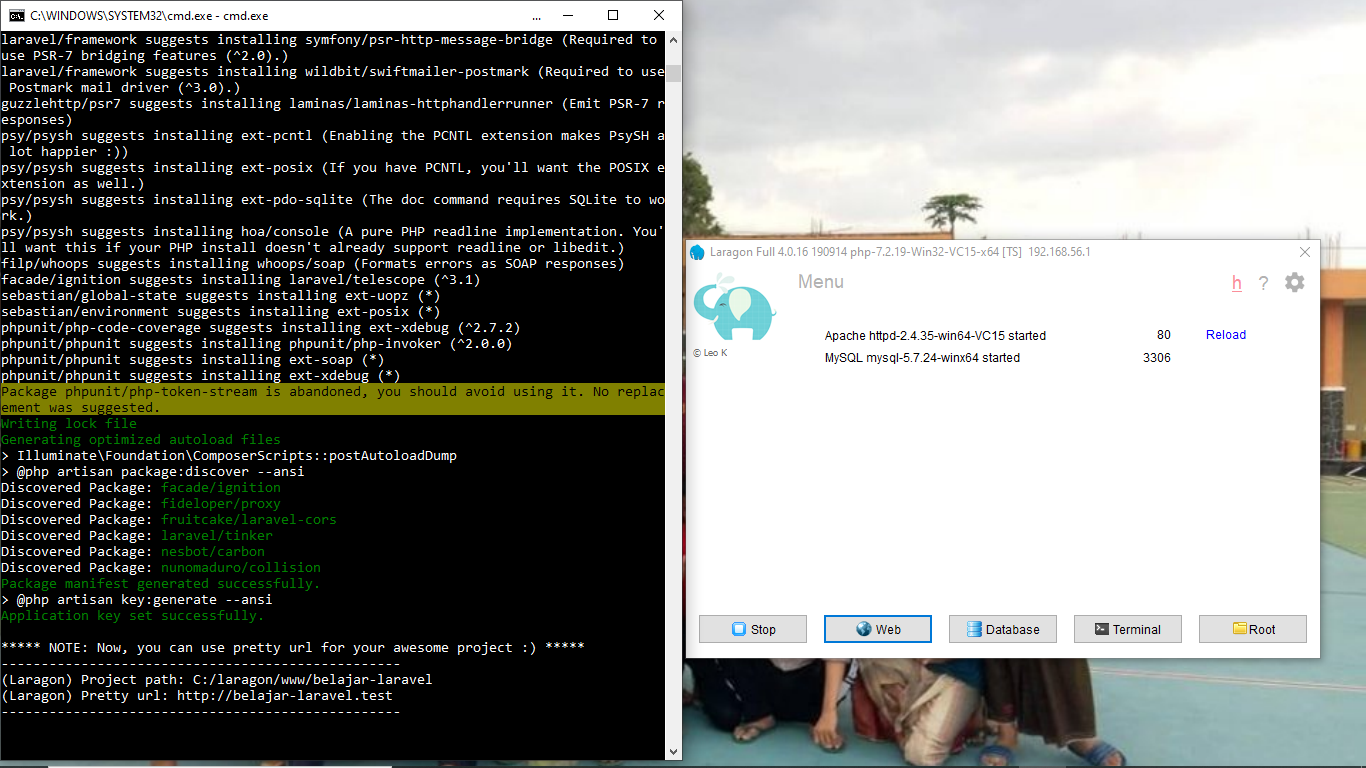 C:\WINDOWS\SYSTEM32\cmd.exe - cmd.exe
...
laravel/framework suggests installing symfony/psr-http-message-bridge (Required to
use PSR-7 bridging features (^2.0).)
laravel/framework suggests installing wildbit/swiftmailer-postmark (Required to use
Postmark mail driver (^3.0).)
guzzlehttp/psr7 suggests installing laminas/laminas-httphandlerrunner (Emit PSR-7 r
esponses)
psy/psysh suggests installing ext-pcntl (Enabling the PCNTL extension makes PsySH a
lot happier :))
psy/psysh suggests installing ext-posix (If you have PCNTL, you'll want the POSIX e
xtension as well.)
psy/psysh suggests installing ext-pdo-sqlite (The doc command requires SQLite to wo
rk.)
psy/psysh suggests installing hoa/console (A pure PHP readline implementation. You'
ll want this if your PHP install doesn't already support readline or libedit.)
filp/whoops suggests installing whoops/soap (Formats errors as SOAP responses)
facade/ignition suggests installing laravel/telescope (^3.1)
sebastian/global-state suggests installing ext-uopz (*)
sebastian/environment suggests installing ext-posix (*)
phpunit/php-code-coverage suggests installing ext-xdebug (^2.7.2)
phpunit/phpunit suggests installing phpunit/php-invoker (^2.0.0)
phpunit/phpunit suggests installing ext-soap (*)
phpunit/phpunit suggests installing ext-xdebug (*)
Package phpunit/php-token-stream is abandoned, you should avoid using it. No replac
ement was suggested.
Writing lock file
Generating optimized autoload files
> Illuminate\Foundation\ComposerScripts::postAutoloadDump
> @php artisan package:discover --ansi
Discovered Package: facade/ignition
Discovered Package: fideloper/proxy
Discovered Package: fruitcake/laravel-cors
Discovered Package: laravel/tinker
Discovered Package: nesbot/carbon
Discovered Package: nunomaduro/collision
Package manifest generated successfully.
> @php artisan key:generate --ansi
Application key set successfully.
***** NOTE: Now, you can use pretty url for your awesome project :) *****
--------------------------------------------------
(Laragon) Project path: C:/laragon/www/belajar-laravel
(Laragon) Pretty url: http://belajar-laravel.test
--------------------------------------------------
Laragon Full 4.0.16 190914 php-7.2.19-Win32-VC15-x64 [TS] 192.168.56.1
Menu
h ?
Apache httpd-2.4.35-win64-VC15 started 80 Reload
MySQL mysql-5.7.24-winx64 started 3306
© Leo K
Stop Web Database Terminal Root